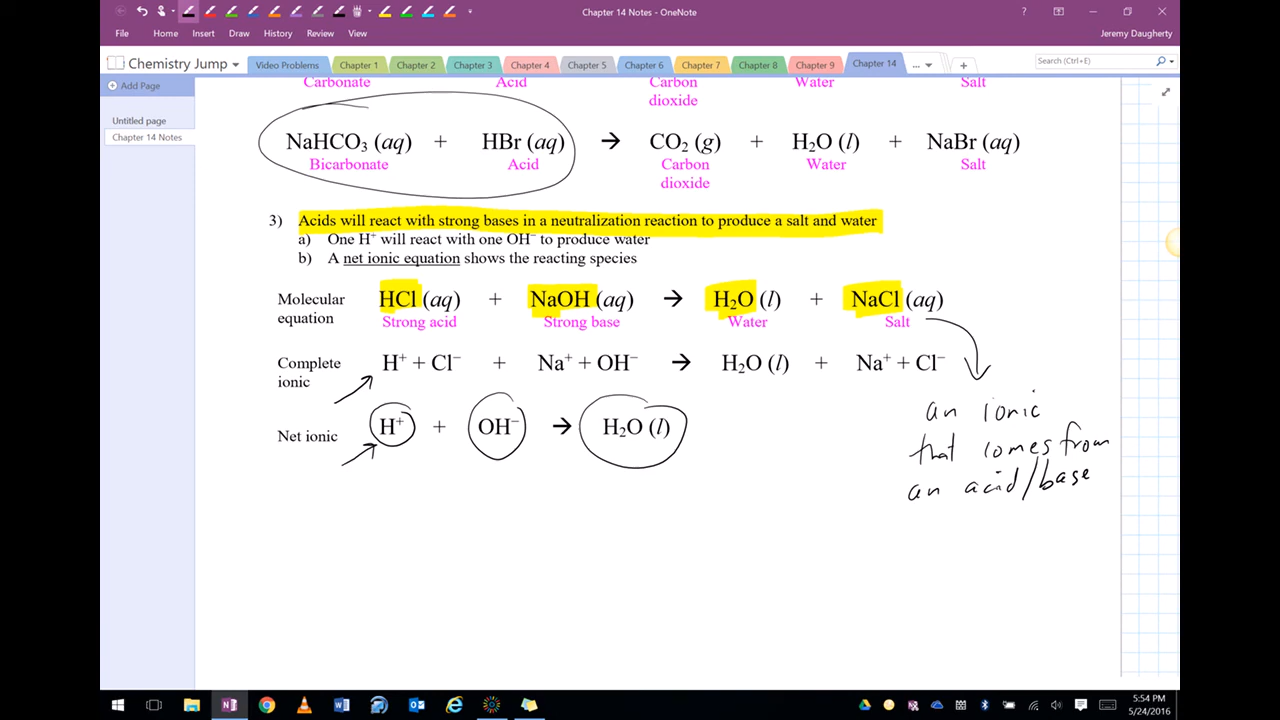 Chapter 14 Notes - OneNote
?
File Home Insert Draw History Review View
Jeremy Daugherty
Chemistry Jump
Video Problems Chapter 1 Chapter 2 Chapter 3 Chapter 4 Chapter 5 Chapter 6 Chapter 7 Chapter 8 Chapter 9 Chapter 14 ...
Search (Ctrl+E)
Add Page
Untitled page
Chapter 14 Notes
Carbonate Acid Carbon Water Salt
dioxide
NaHCO₃ (aq) + HBr (aq) → CO₂ (g) + H₂O (l) + NaBr (aq)
Bicarbonate Acid Carbon Water Salt
dioxide
3) Acids will react with strong bases in a neutralization reaction to produce a salt and water
a) One H⁺ will react with one OH⁻ to produce water
b) A net ionic equation shows the reacting species
Molecular HCl (aq) + NaOH (aq) → H₂O (l) + NaCl (aq)
equation Strong acid Strong base Water Salt
Complete H⁺ + Cl⁻ + Na⁺ + OH⁻ → H₂O (l) + Na⁺ + Cl⁻
ionic
Net ionic H⁺ + OH⁻ → H₂O (l)
an ionic
that comes from
an acid/base
5:54 PM
5/24/2016